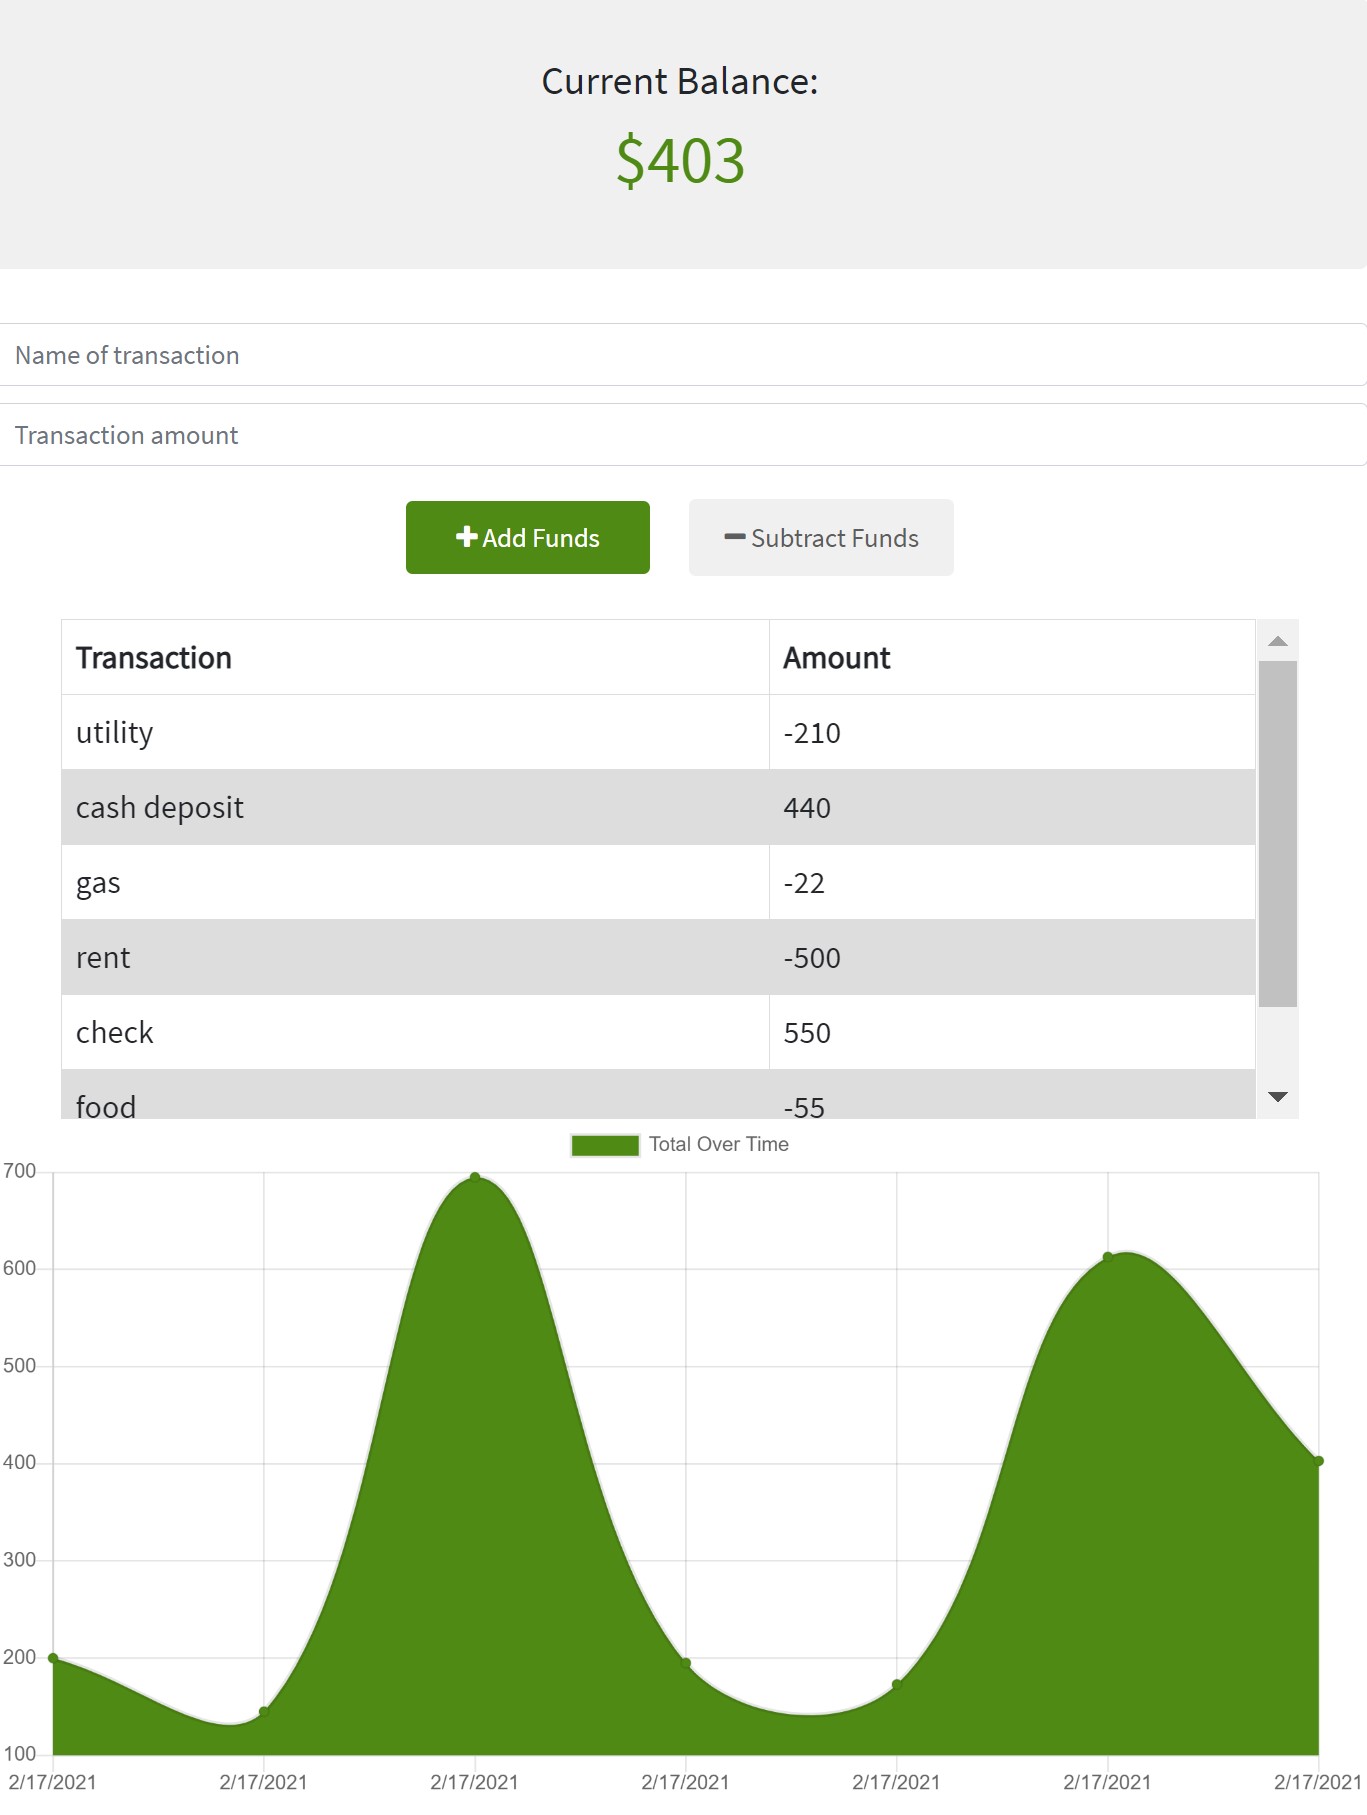 Current Balance:
$403
Name of transaction
Transaction amount
Add Funds
Subtract Funds
Transaction Amount
utility -210
cash deposit 440
gas -22
rent -500
check 550
food -55
Total Over Time
700
600
500
400
300
200
100
2/17/2021 2/17/2021 2/17/2021 2/17/2021 2/17/2021 2/17/2021 2/17/2021